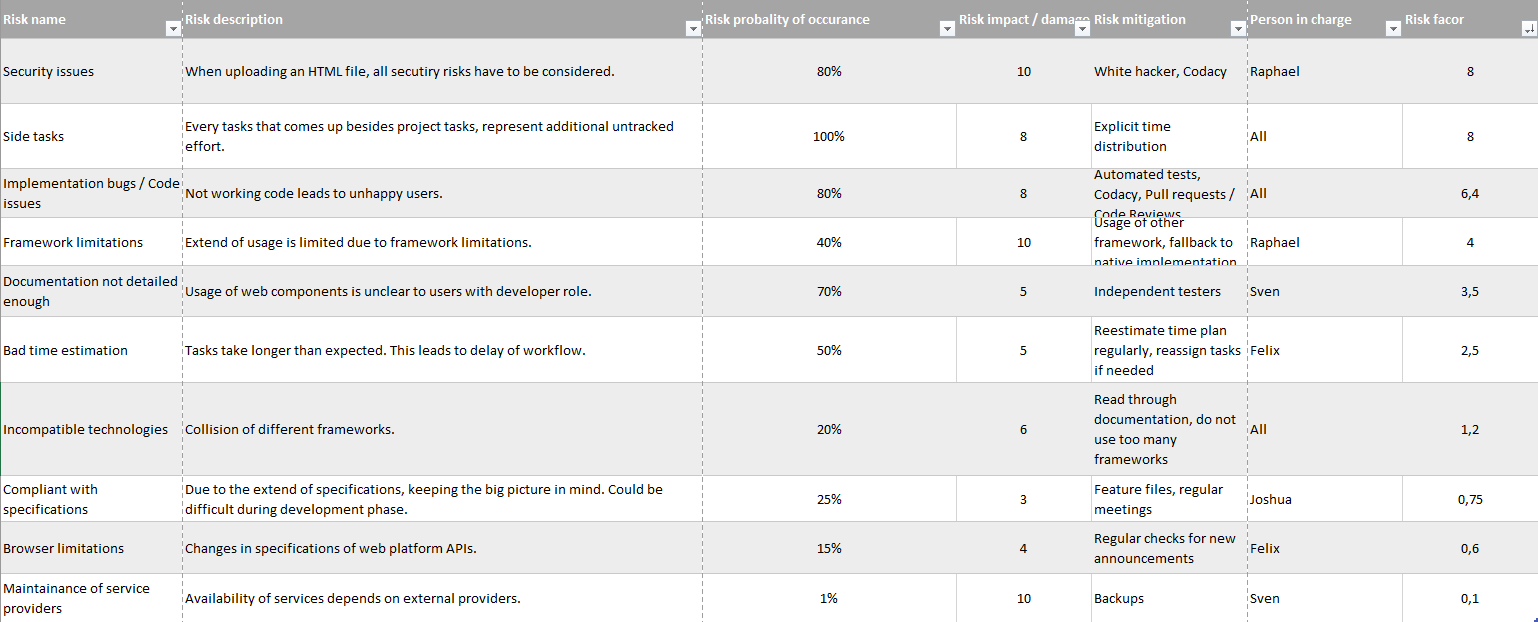 Risk name
Risk description
Risk probality of occurance
Risk impact / damage
Risk mitigation
Person in charge
Risk facor
Security issues
When uploading an HTML file, all secutiry risks have to be considered.
80%
10
White hacker, Codacy
Raphael
8
Side tasks
Every tasks that comes up besides project tasks, represent additional untracked
effort.
100%
8
Explicit time
distribution
All
8
Implementation bugs / Code
issues
Not working code leads to unhappy users.
80%
8
Automated tests,
Codacy, Pull requests /
Code Reviews
All
6,4
Framework limitations
Extend of usage is limited due to framework limitations.
40%
10
Usage of other
framework, fallback to
native implementation
Raphael
4
Documentation not detailed
enough
Usage of web components is unclear to users with developer role.
70%
5
Independent testers
Sven
3,5
Bad time estimation
Tasks take longer than expected. This leads to delay of workflow.
50%
5
Reestimate time plan
regularly, reassign tasks
if needed
Felix
2,5
Incompatible technologies
Collision of different frameworks.
20%
6
Read through
documentation, do not
use too many
frameworks
All
1,2
Compliant with
specifications
Due to the extend of specifications, keeping the big picture in mind. Could be
difficult during development phase.
25%
3
Feature files, regular
meetings
Joshua
0,75
Browser limitations
Changes in specifications of web platform APIs.
15%
4
Regular checks for new
announcements
Felix
0,6
Maintainance of service
providers
Availability of services depends on external providers.
1%
10
Backups
Sven
0,1